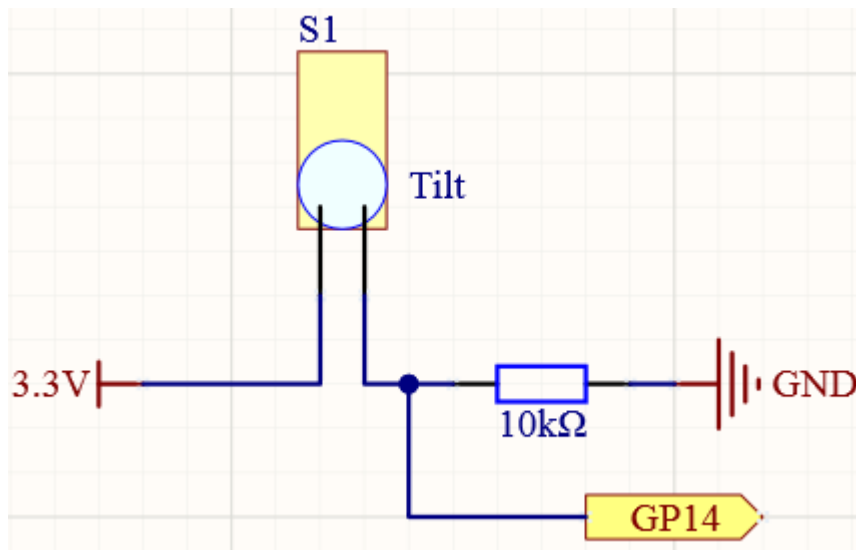 S1
Tilt
3.3V
GND
10kΩ
GP14